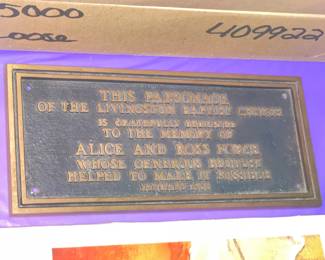 5000
Loose
409922
THIS PARSONAGE
OF THE LIVINGSTON BAPTIST CHURCH
IS GRATEFULLY DEDICATED
TO THE MEMORY OF
ALICE AND ROSS
WHOSE GENEROUS BEQUEST
HELPED TO MAKE IT POSSIBLE